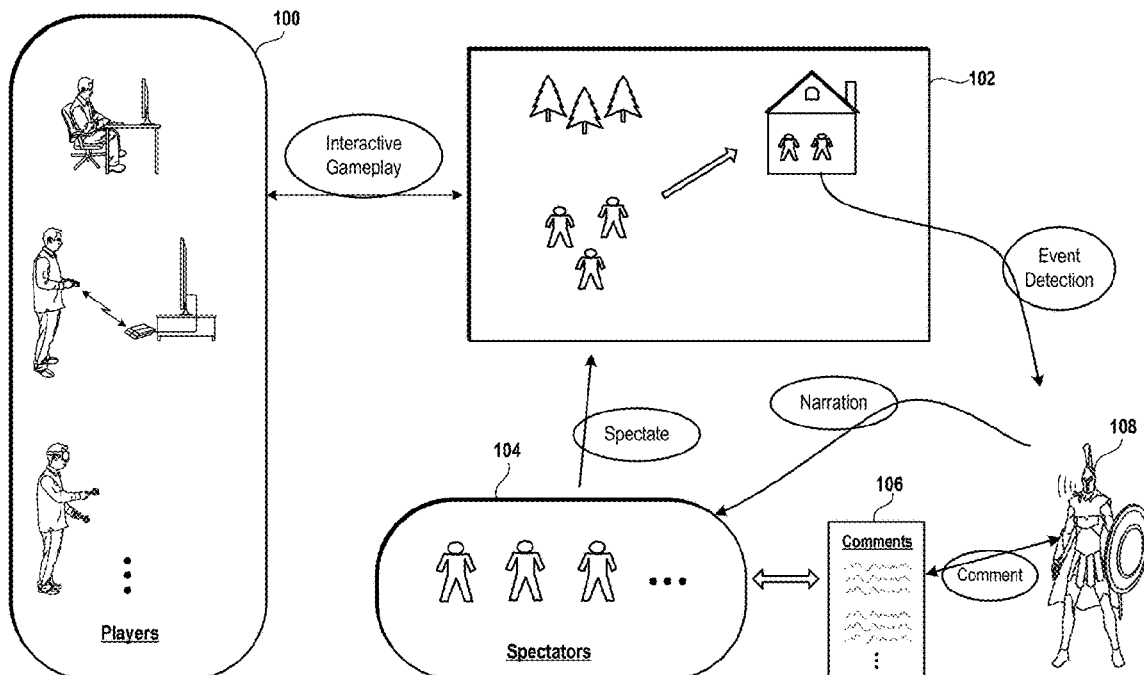 100
102
Interactive
Gameplay
Event
Detection
Narration
Spectate
104
108
106
Comments
Comment
Players
Spectators